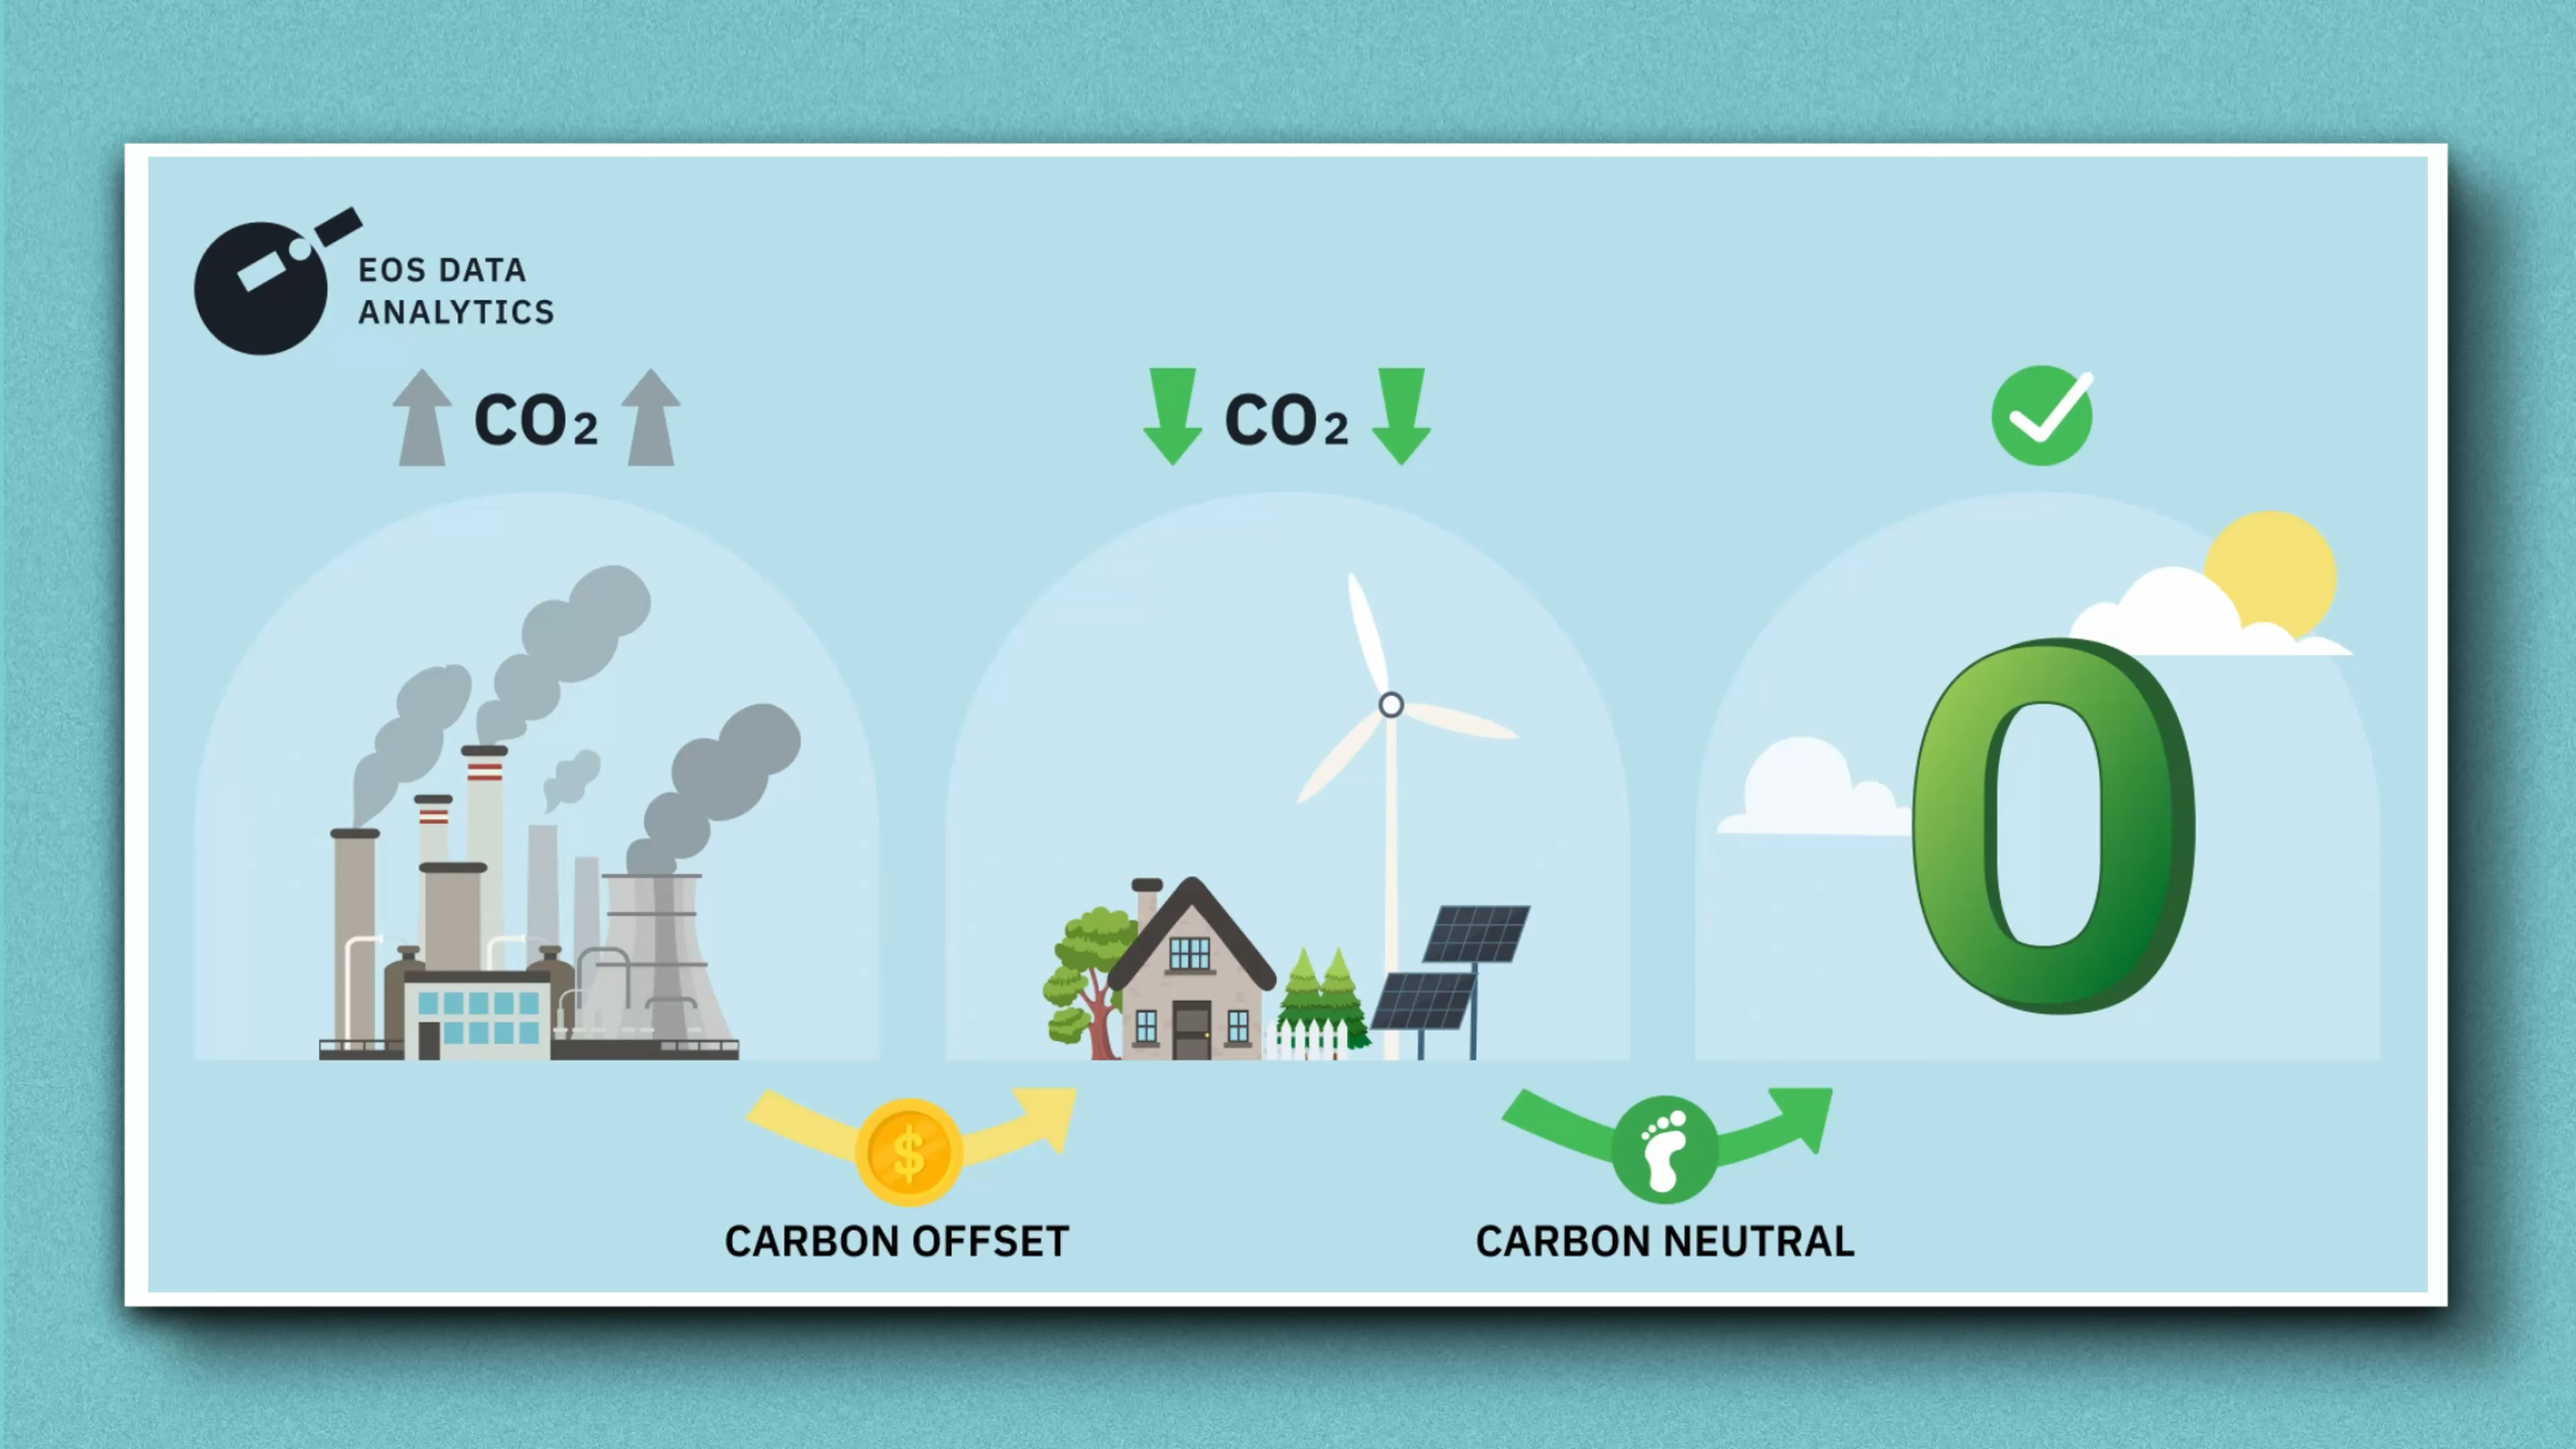 EOS DATA
ANALYTICS
CO₂
CO₂
0
$
CARBON OFFSET
CARBON NEUTRAL